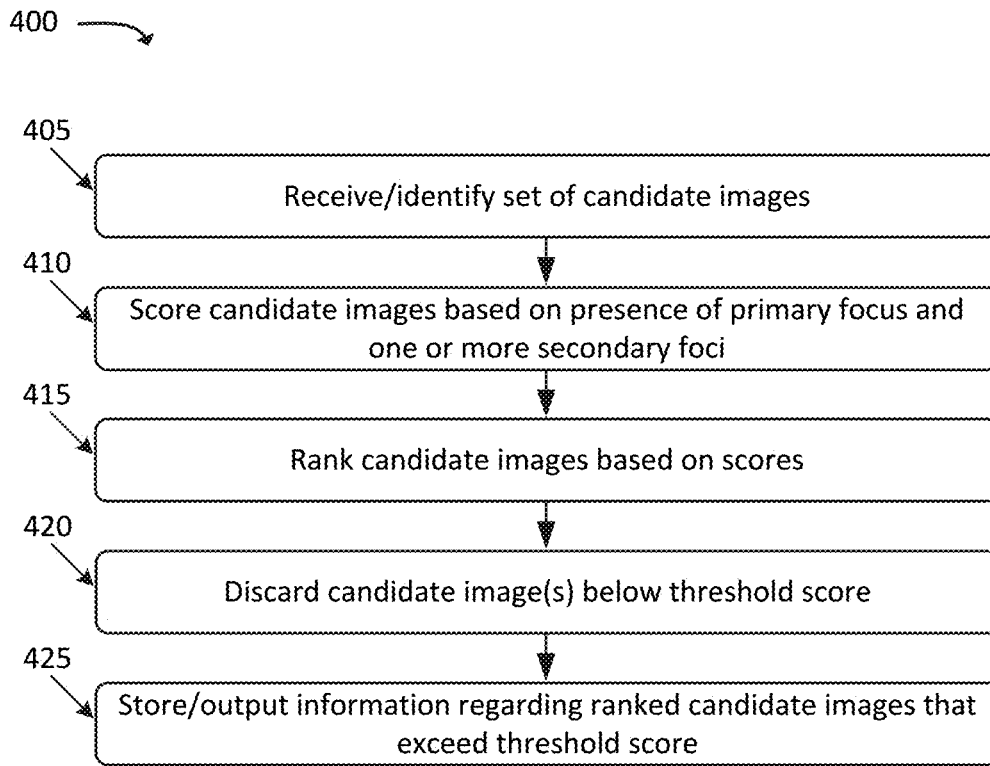 400
405
Receive/identify set of candidate images
410
Score candidate images based on presence of primary focus and
one or more secondary foci
415
Rank candidate images based on scores
420
Discard candidate image(s) below threshold score
425
Store/output information regarding ranked candidate images that
exceed threshold score